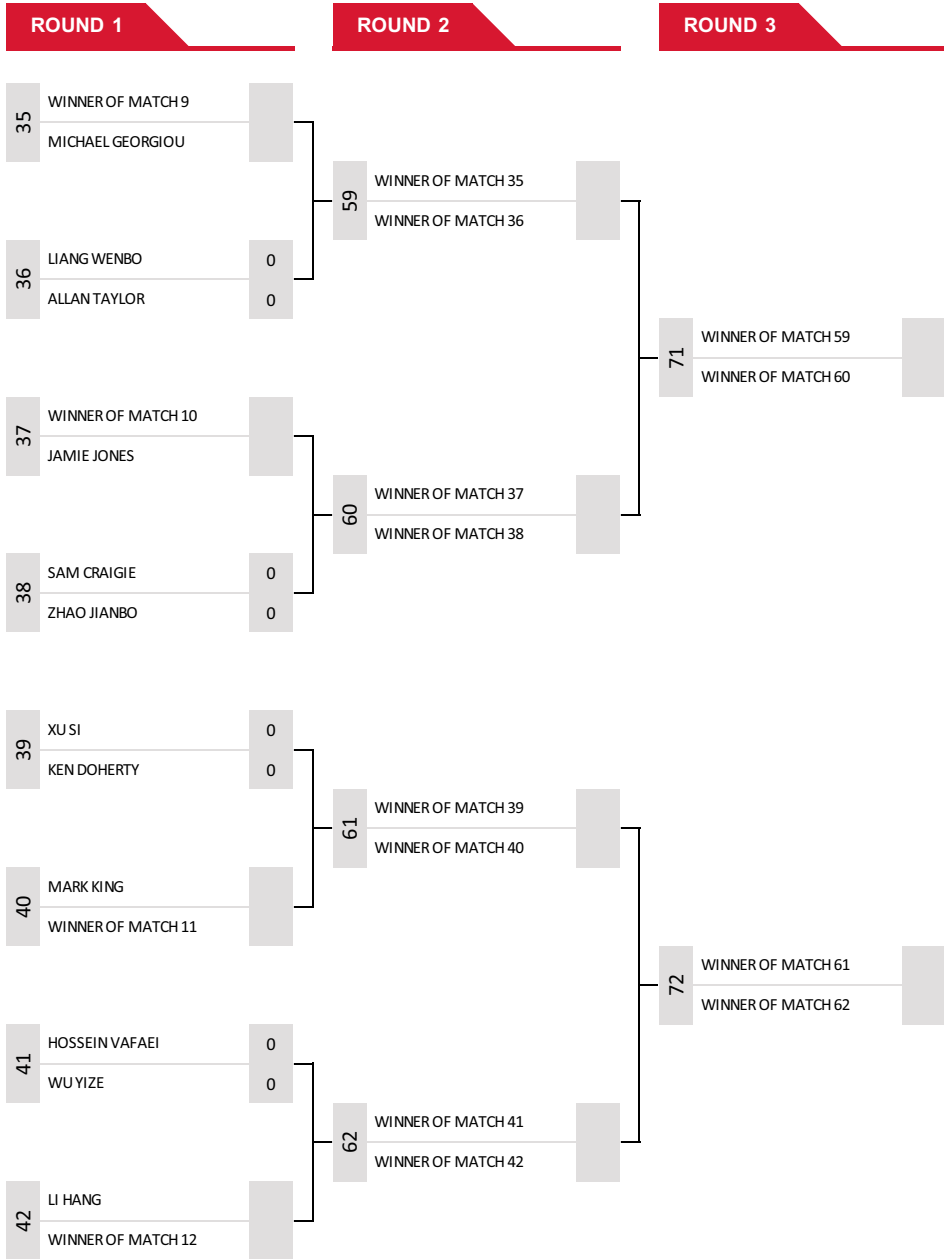 ROUND 1
ROUND 2
ROUND 3
35
WINNER OF MATCH 9
MICHAEL GEORGIOU
59
WINNER OF MATCH 35
WINNER OF MATCH 36
36
LIANG WENBO 0
ALLAN TAYLOR 0
71
WINNER OF MATCH 59
WINNER OF MATCH 60
37
WINNER OF MATCH 10
JAMIE JONES
60
WINNER OF MATCH 37
WINNER OF MATCH 38
38
SAM CRAIGIE 0
ZHAO JIANBO 0
39
XU SI 0
KEN DOHERTY 0
61
WINNER OF MATCH 39
WINNER OF MATCH 40
40
MARK KING
WINNER OF MATCH 11
72
WINNER OF MATCH 61
WINNER OF MATCH 62
41
HOSSEIN VAFAEI 0
WU YIZE 0
62
WINNER OF MATCH 41
WINNER OF MATCH 42
42
LI HANG
WINNER OF MATCH 12